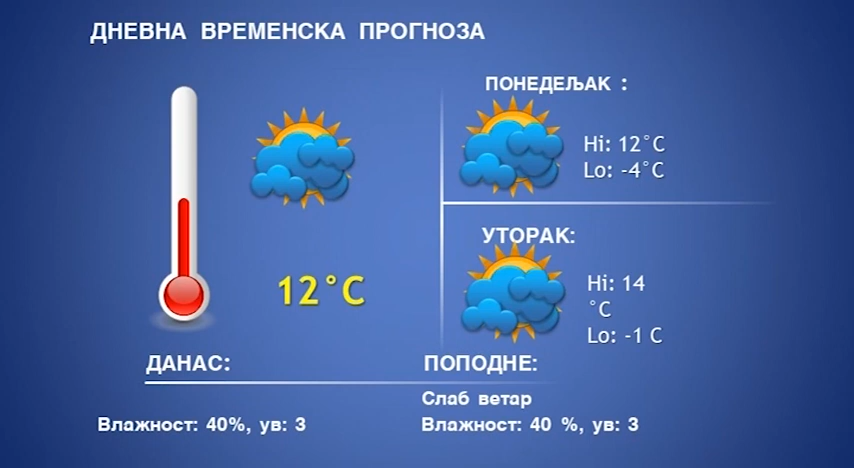 ДНЕВНА ВРЕМЕНСКА ПРОГНОЗА
12°C
ПОНЕДЕЉАК :
Hi: 12°C
Lo: -4°C
УТОРАК:
Hi: 14
°C
Lo: -1 C
ДАНАС:
Влажност: 40%, ув: 3
ПОПОДНЕ:
Слаб ветар
Влажност: 40 %, ув: 3